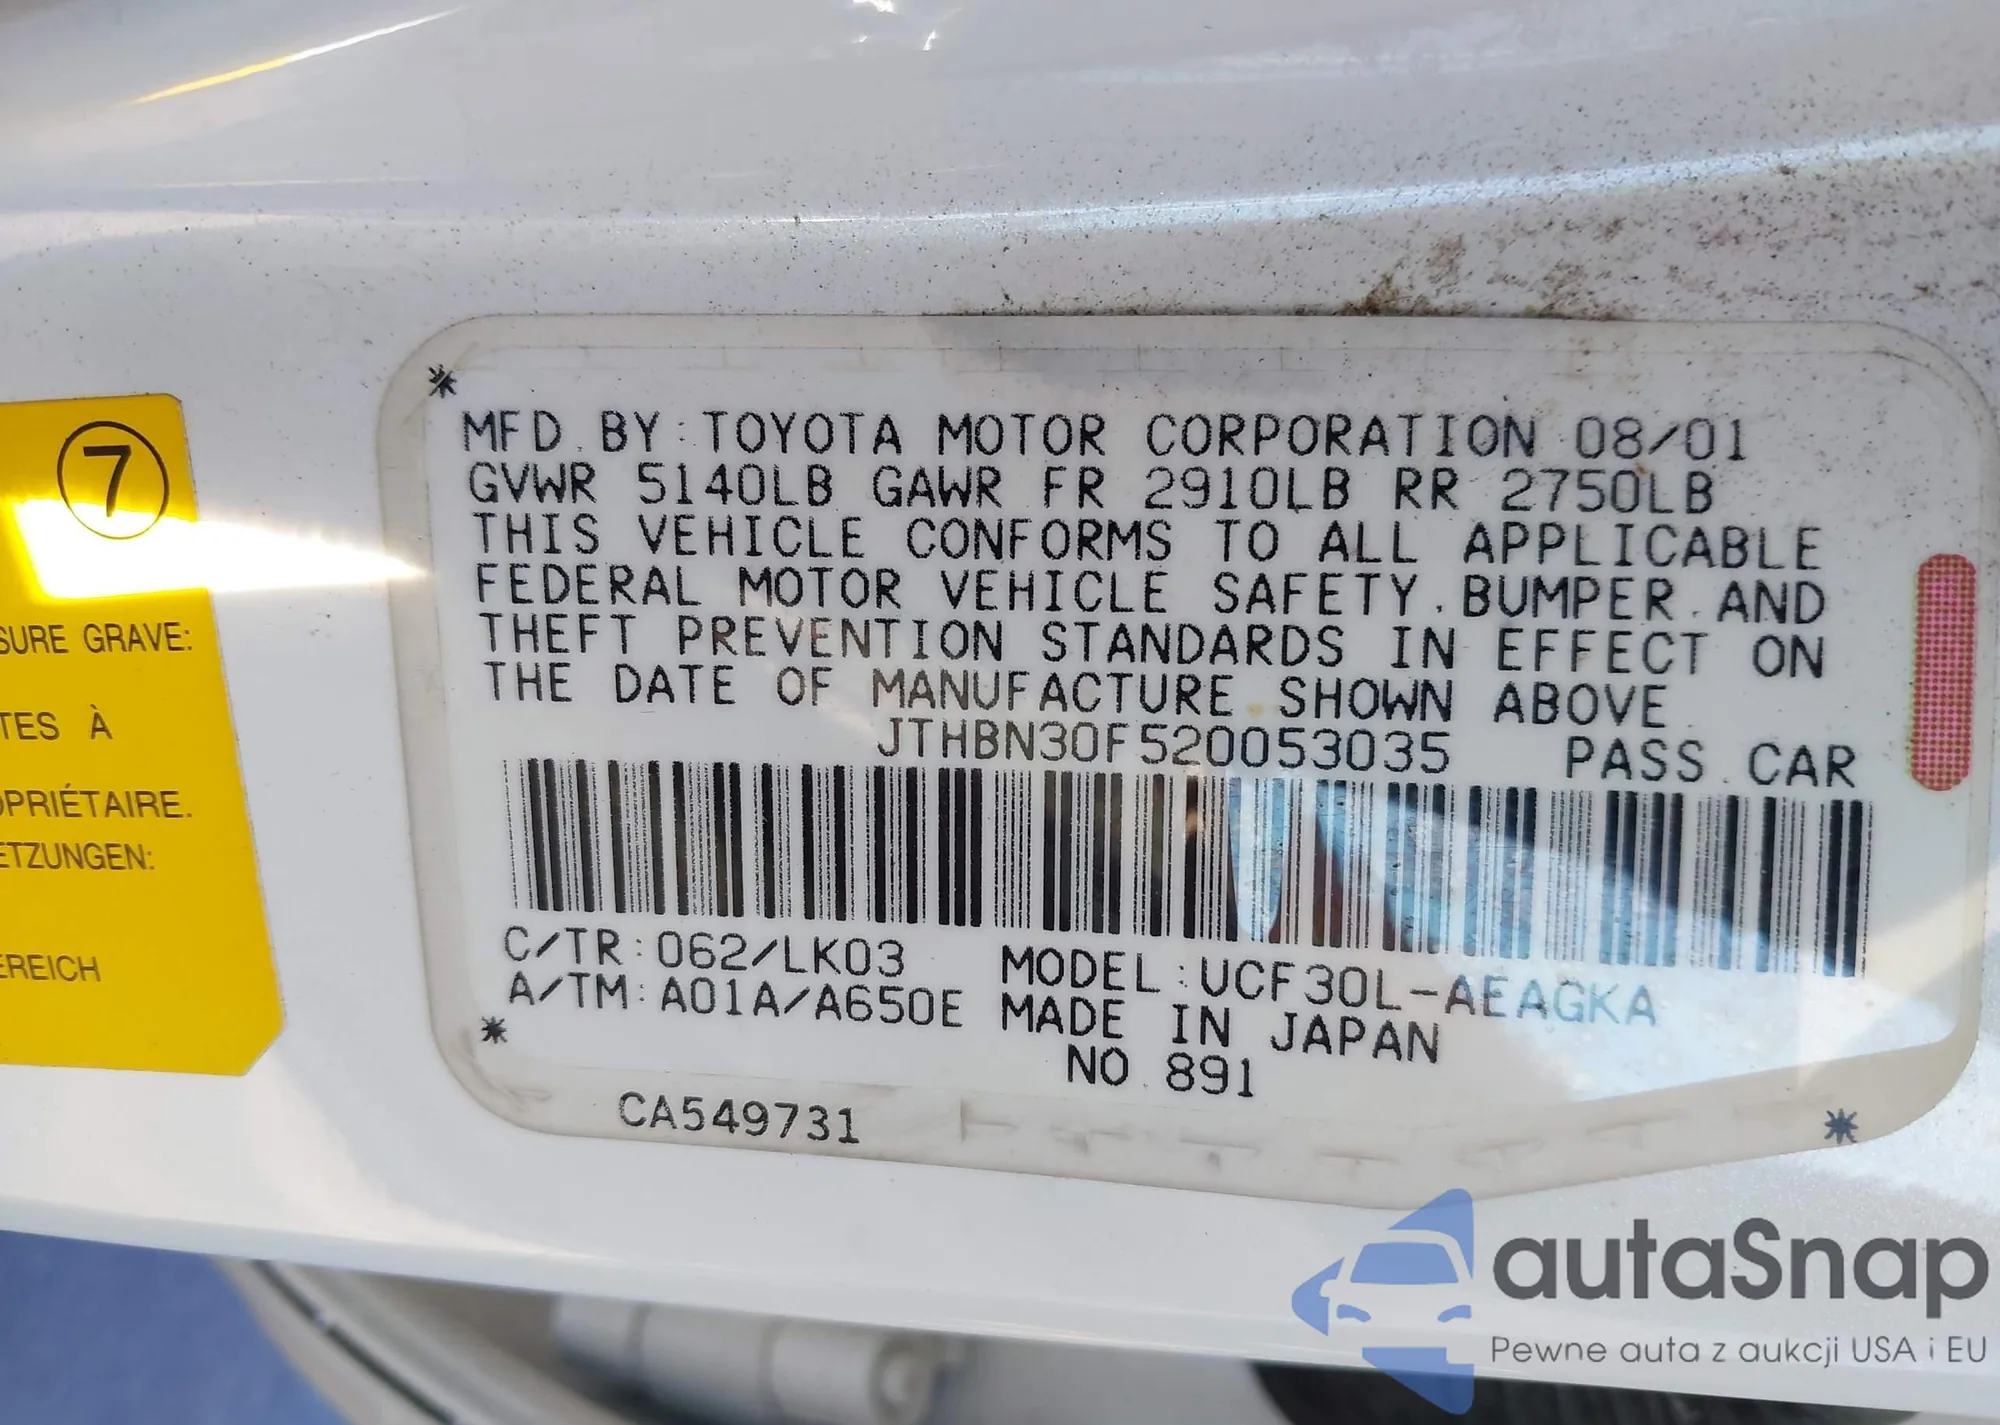 7
SURE GRAVE:
TES À
OPRIÉTAIRE.
ETZUNGEN:
EREICH
MFD. BY: TOYOTA MOTOR CORPORATION 08/01
GVWR 5140LB GAWR FR 2910LB RR 2750LB
THIS VEHICLE CONFORMS TO ALL APPLICABLE
FEDERAL MOTOR VEHICLE SAFETY, BUMPER, AND
THEFT PREVENTION STANDARDS IN EFFECT ON
THE DATE OF MANUFACTURE SHOWN ABOVE.
JTHBN30F520053035 PASS. CAR
C/TR: 062/LK03 MODEL: UCF30L-AEAGKA
A/TM: A01A/A650E MADE IN JAPAN
NO. 891
CA549731
autaSnap
Pewne auta z aukcji USA i EU